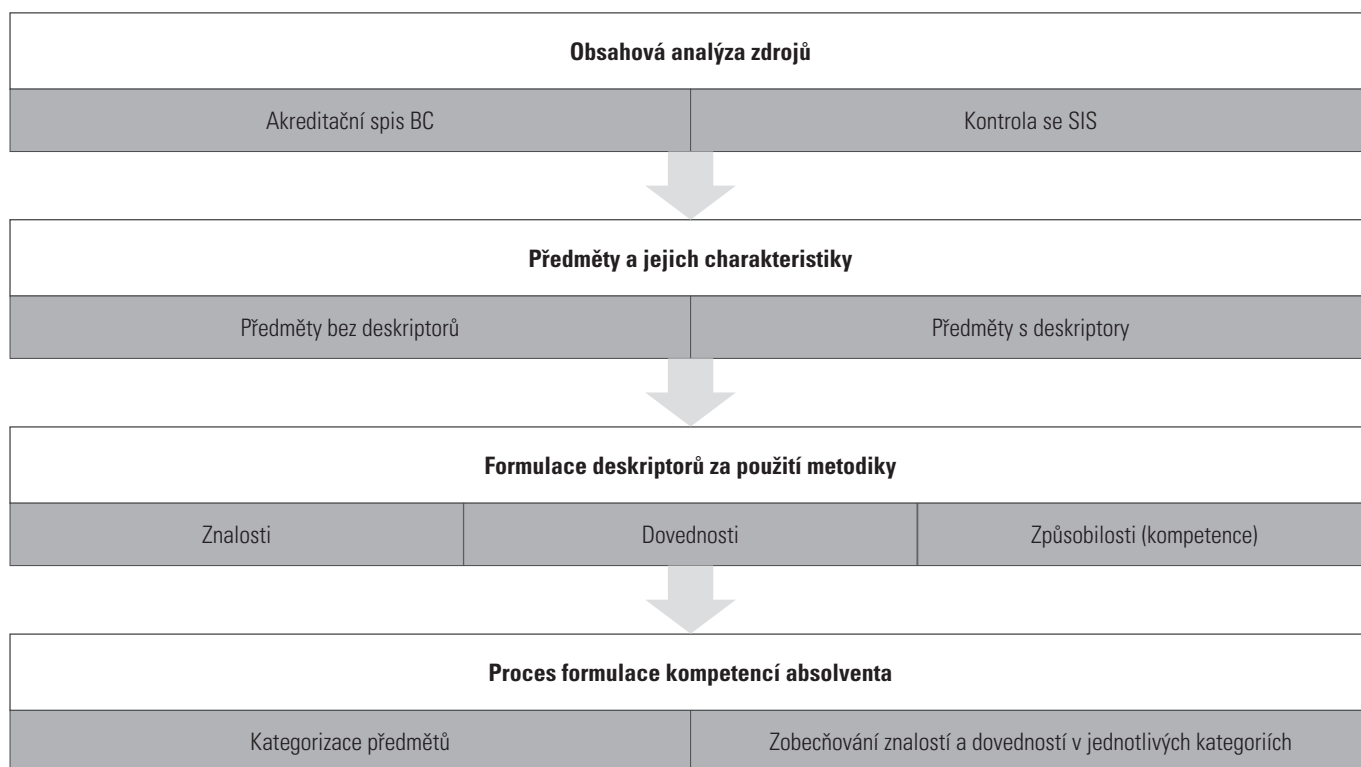 Obsahová analýza zdrojů
Akreditační spis BC
Kontrola se SIS
Předměty a jejich charakteristiky
Předměty bez deskriptorů
Předměty s deskriptory
Formulace deskriptorů za použití metodiky
Znalosti
Dovednosti
Způsobilosti (kompetence)
Proces formulace kompetencí absolventa
Kategorizace předmětů
Zobecňování znalostí a dovedností v jednotlivých kategoriích